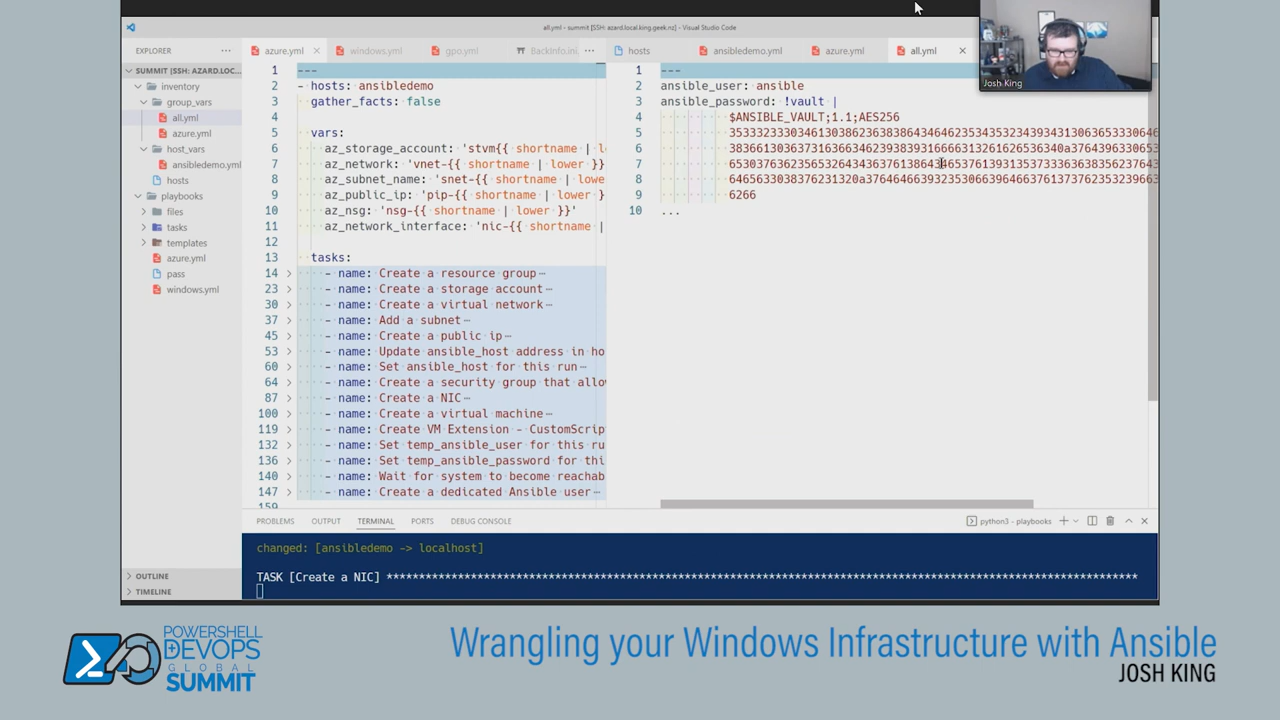 all.yml - summit [SSH: azard.local.king.geek.nz] - Visual Studio Code
EXPLORER
azure.yml
windows.yml
gpo.yml
BackInfo.ini
hosts
ansibledemo.yml
azure.yml
all.yml
Josh King
SUMMIT [SSH: AZARD.LOC...
inventory
group_vars
all.yml
azure.yml
host_vars
ansibledemo.yml
hosts
playbooks
files
tasks
templates
azure.yml
pass
windows.yml
OUTLINE
TIMELINE
1 ---
2 - hosts: ansibledemo
3 gather_facts: false
5 vars:
6 az_storage_account: 'stvm{{ shortname | lo
7 az_network: 'vnet-{{ shortname | lower }}
8 az_subnet_name: 'snet-{{ shortname | lowe
9 az_public_ip: 'pip-{{ shortname | lower }
10 az_nsg: 'nsg-{{ shortname | lower }}'
11 az_network_interface: 'nic-{{ shortname |
12
13 tasks:
14 - name: Create a resource group
23 - name: Create a storage account
30 - name: Create a virtual network
37 - name: Add a subnet
45 - name: Create a public ip
53 - name: Update ansible_host address in ho
60 - name: Set ansible_host for this run
64 - name: Create a security group that allo
87 - name: Create a NIC
100 - name: Create a virtual machine
119 - name: Create VM Extension - CustomScrip
132 - name: Set temp_ansible_user for this ru
136 - name: Set temp_ansible_password for thi
140 - name: Wait for system to become reachab
147 - name: Create a dedicated Ansible user
159
1 ---
2 ansible_user: ansible
3 ansible_password: !vault |
4 $ANSIBLE_VAULT;1.1;AES256
5
6
7
8
9 6266
10 ...
PROBLEMS OUTPUT TERMINAL PORTS DEBUG CONSOLE
python3 - playbooks
changed: [ansibledemo -> localhost]
TASK [Create a NIC]
POWERSHELL
DEVOPS
GLOBAL
SUMMIT
Wrangling your Windows Infrastructure with Ansible
JOSH KING